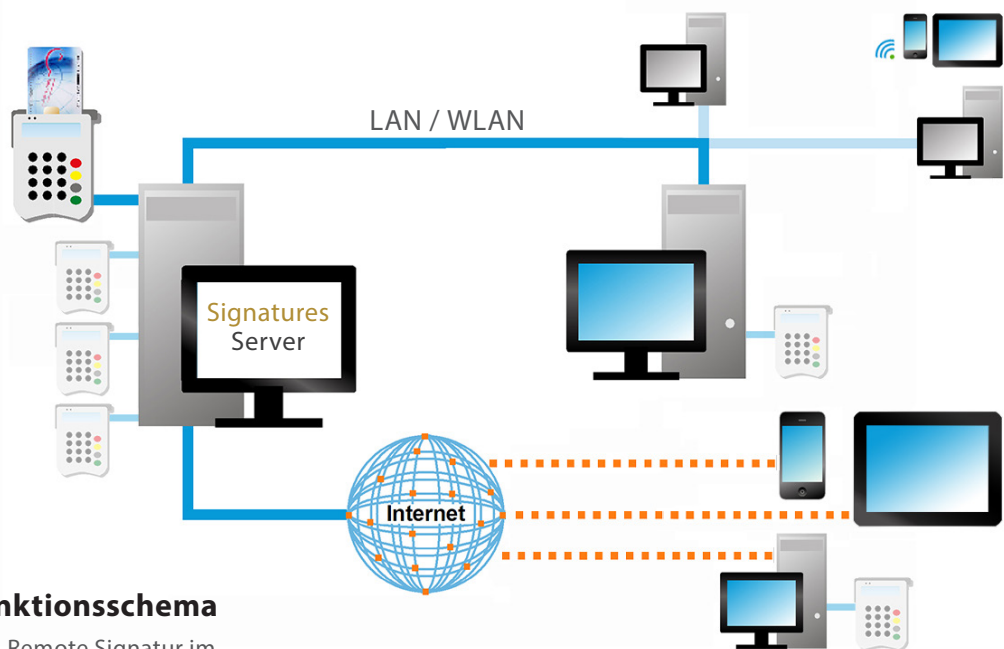 LAN / WLAN
Signatures
Server
Internet
nktionsschema
Remote Signatur im